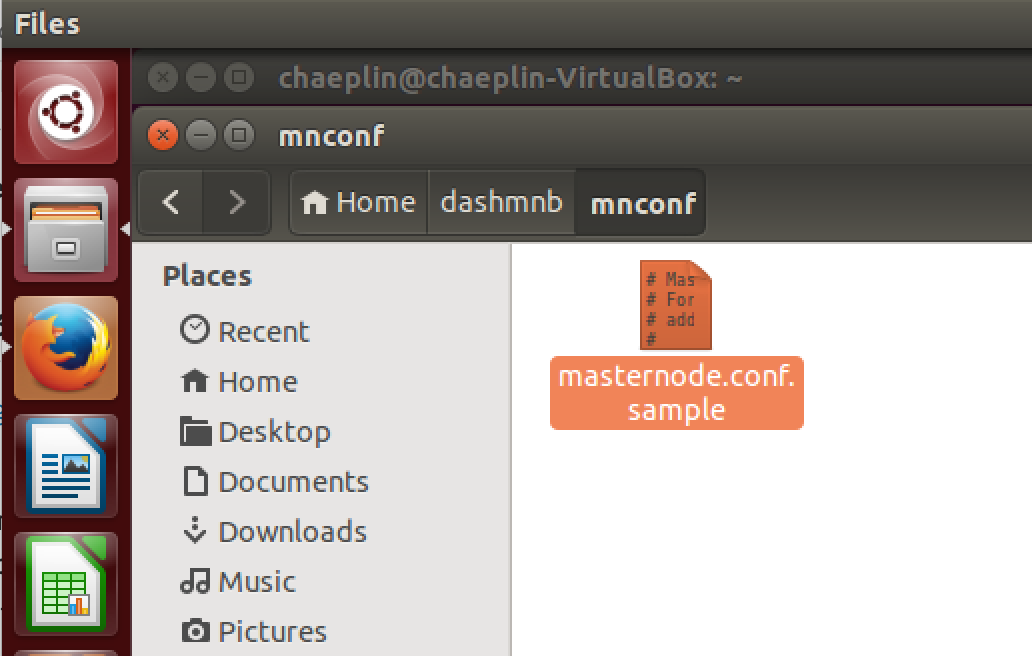 Files
chaeplin@chaeplin-VirtualBox: ~
mnconf
Home
dashmnb
mnconf
Places
Recent
Home
Desktop
Documents
Downloads
Music
Pictures
# Mas
# For
# add
#
masternode.conf.
sample